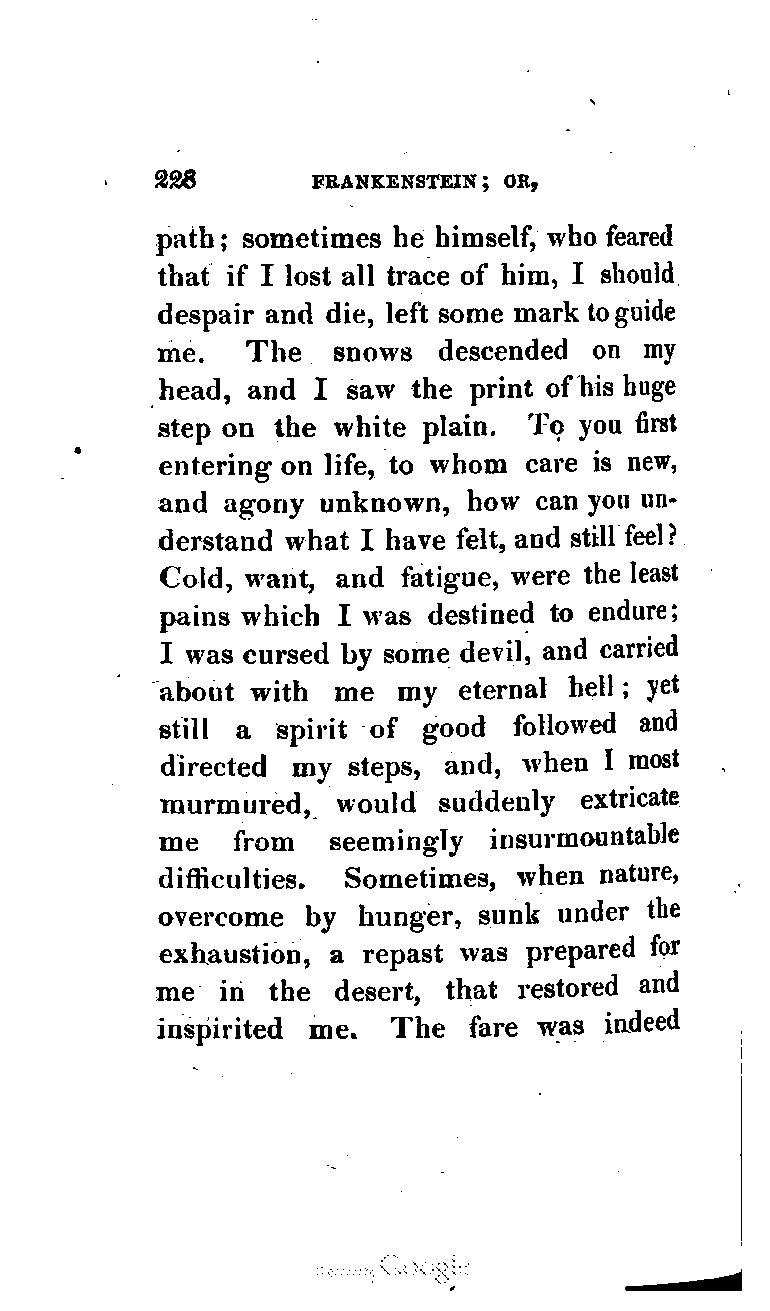 228 FRANKENSTEIN; OR,
path; sometimes he himself, who feared
that if I lost all trace of him, I should
despair and die, left some mark to guide
me. The snows descended on my
head, and I saw the print of his huge
step on the white plain. To you first
entering on life, to whom care is new,
and agony unknown, how can you un-
derstand what I have felt, and still feel?
Cold, want, and fatigue, were the least
pains which I was destined to endure;
I was cursed by some devil, and carried
about with me my eternal hell; yet
still a spirit of good followed and
directed my steps, and, when I most
murmured, would suddenly extricate
me from seemingly insurmountable
difficulties. Sometimes, when nature,
overcome by hunger, sunk under the
exhaustion, a repast was prepared for
me in the desert, that restored and
inspirited me. The fare was indeed
Google